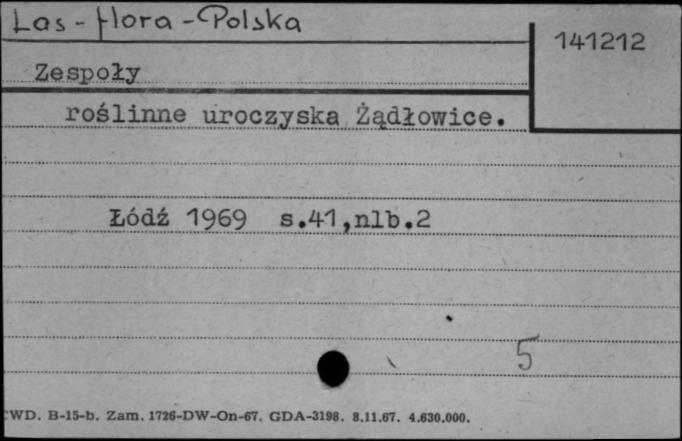 Las - flora - Polska
141212
Zespoły
roślinne uroczyska Żądłowice.
Łódź 1969 s.41,nlb.2
5
WD. B-15-b. Zam. 1726-DW-On-67. GDA-3198. 8.11.67. 4.630.000.